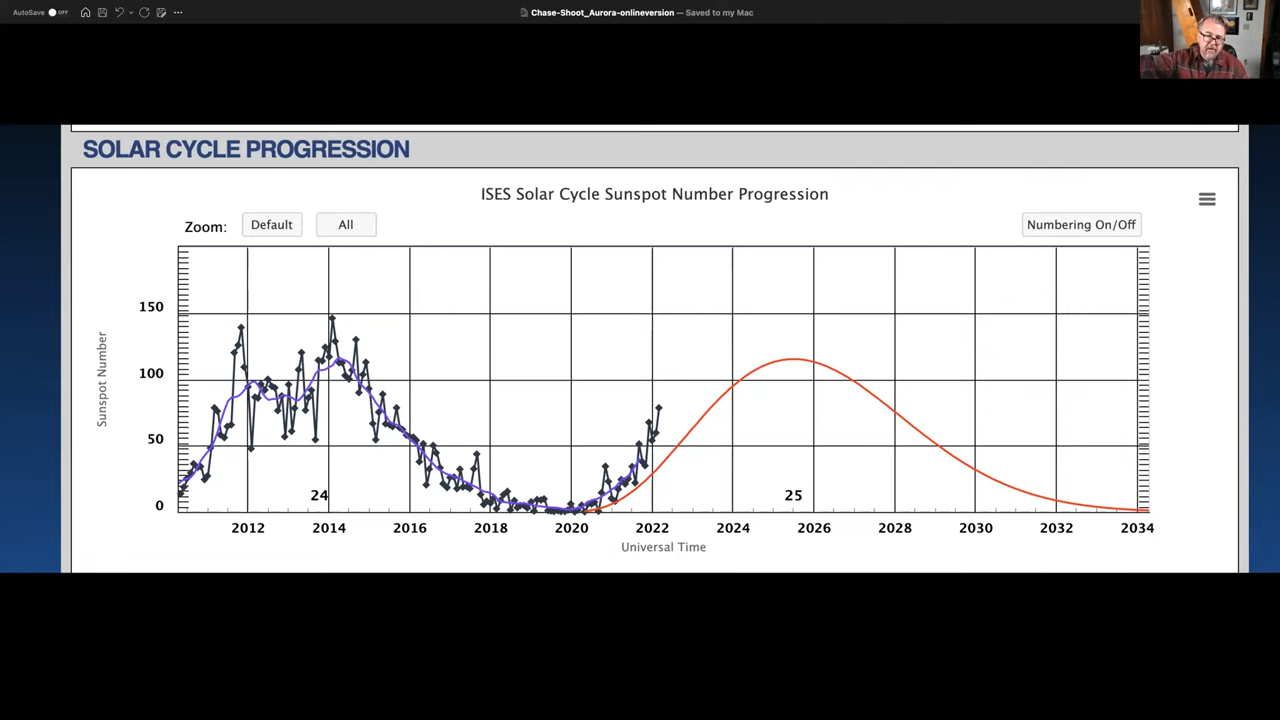 AutoSave OFF
Chase-Shoot_Aurora-onlineversion — Saved to my Mac
SOLAR CYCLE PROGRESSION
ISES Solar Cycle Sunspot Number Progression
Zoom: Default All Numbering On/Off
150
100
50
0
Sunspot Number
24 25
2012 2014 2016 2018 2020 2022 2024 2026 2028 2030 2032 2034
Universal Time